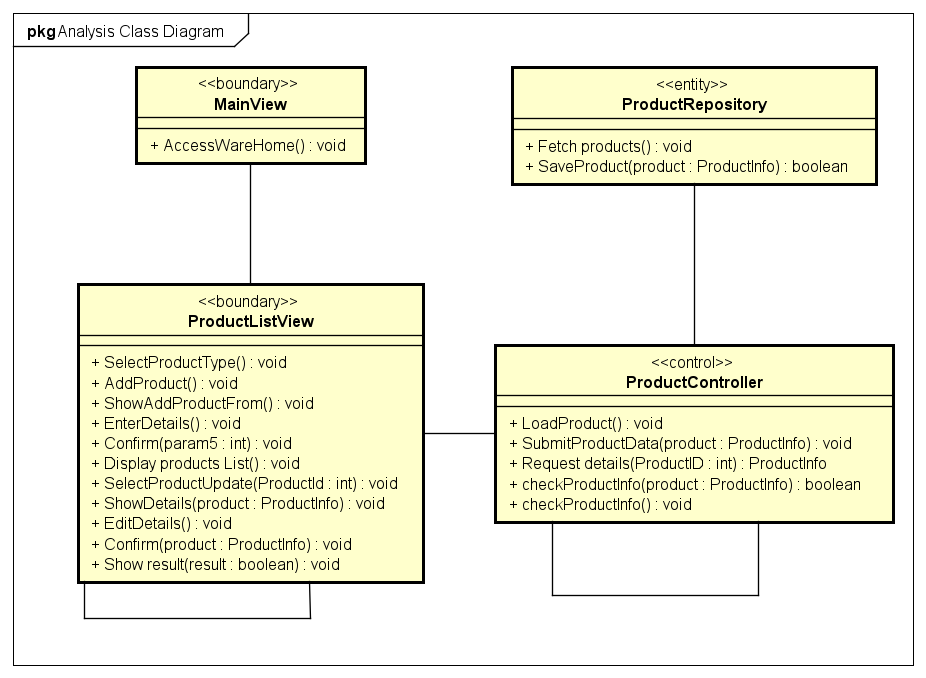 pkg Analysis Class Diagram
<<boundary>>
MainView
+ AccessWareHome() : void
<<entity>>
ProductRepository
+ Fetch products() : void
+ SaveProduct(product : ProductInfo) : boolean
<<boundary>>
ProductListView
+ SelectProductType() : void
+ AddProduct() : void
+ ShowAddProductFrom() : void
+ EnterDetails() : void
+ Confirm(param5 : int) : void
+ Display products List() : void
+ SelectProductUpdate(ProductId : int) : void
+ ShowDetails(product : ProductInfo) : void
+ EditDetails() : void
+ Confirm(product : ProductInfo) : void
+ Show result(result : boolean) : void
<<control>>
ProductController
+ LoadProduct() : void
+ SubmitProductData(product : ProductInfo) : void
+ Request details(ProductID : int) : ProductInfo
+ checkProductInfo(product : ProductInfo) : boolean
+ checkProductInfo() : void